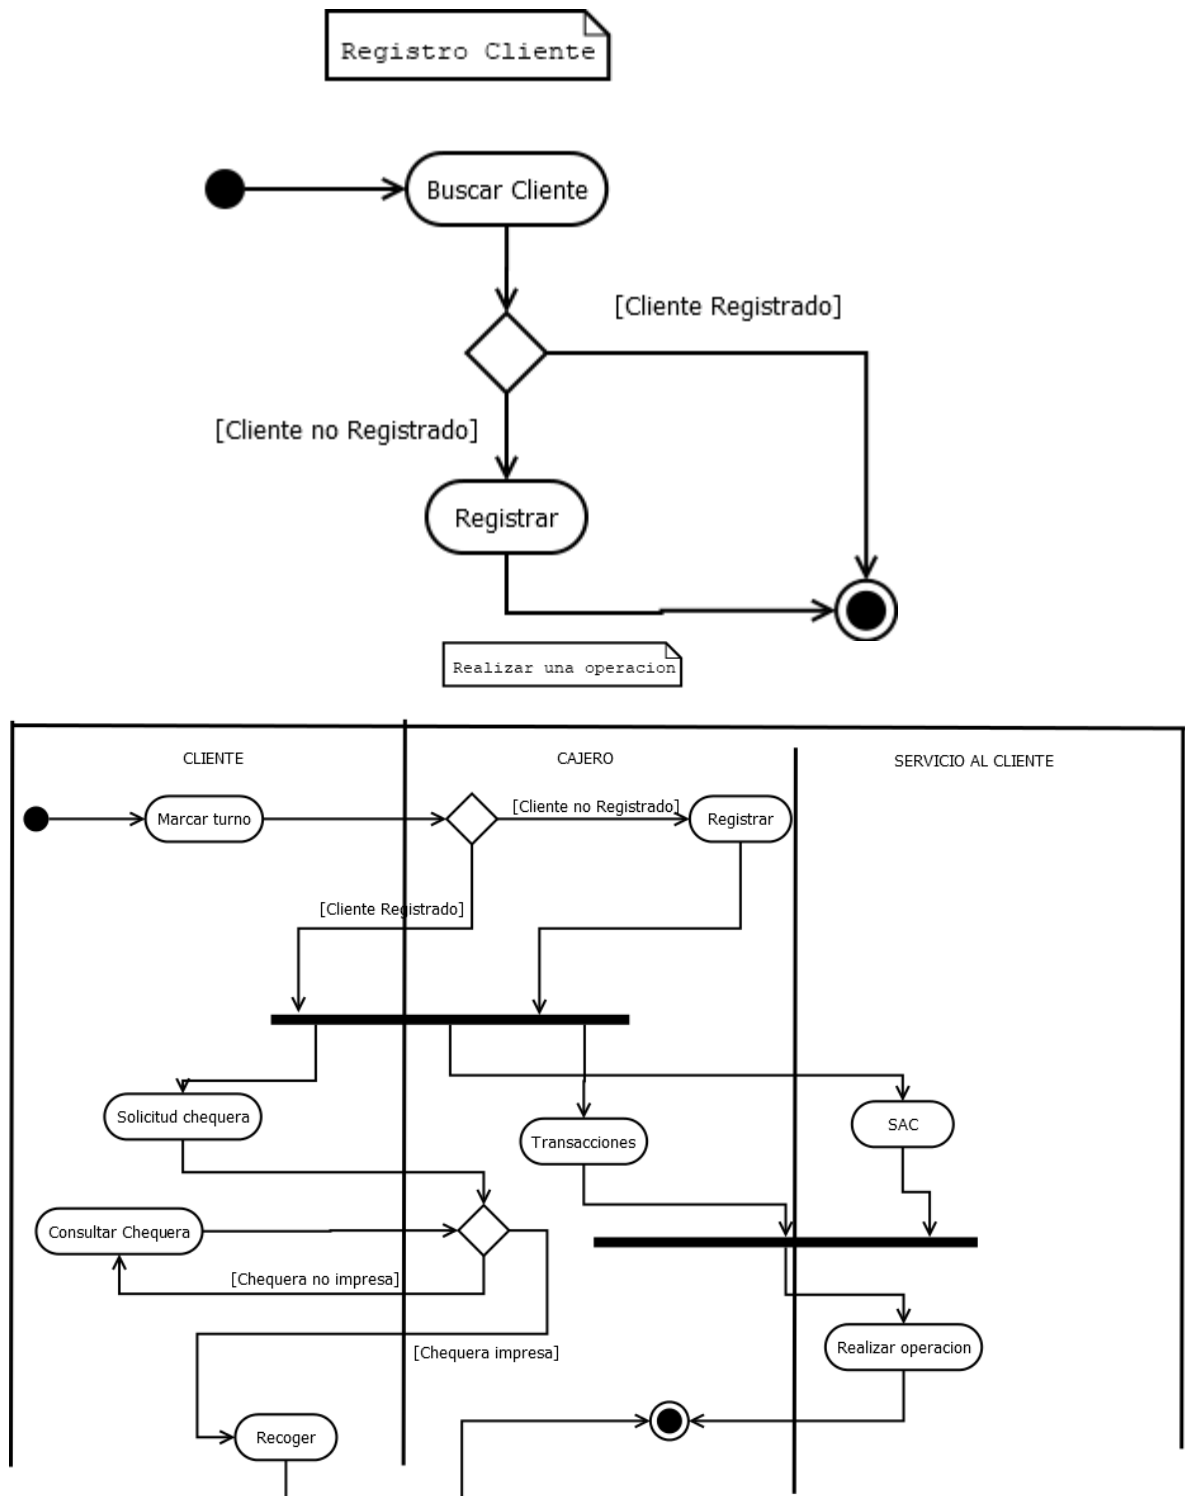 Registro Cliente
Buscar Cliente
[Cliente Registrado]
[Cliente no Registrado]
Registrar
Realizar una operacion
CLIENTE
CAJERO
SERVICIO AL CLIENTE
Marcar turno
[Cliente no Registrado]
Registrar
[Cliente Registrado]
Solicitud chequera
Transacciones
SAC
Consultar Chequera
[Chequera no impresa]
[Chequera impresa]
Realizar operacion
Recoger